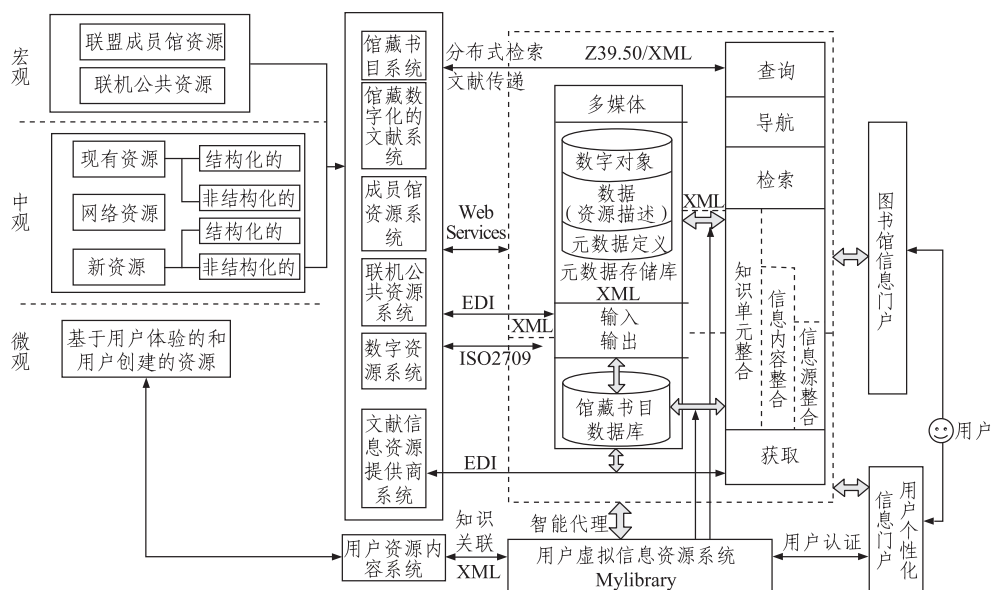 宏观
联盟成员馆资源
联机公共资源
中观
现有资源
结构化的
非结构化的
网络资源
结构化的
新资源
非结构化的
微观
基于用户体验的和
用户创建的资源
馆藏书
目系统
馆藏数
字化的
文献系
统
成员馆
资源系
统
联机公
共资源
系统
数字资
源系统
文献信
息资源
提供商
系统
用户资源内
容系统
分布式检索
文献传递
Z39.50/XML
Web
Services
EDI
XML
ISO2709
EDI
知识
关联
XML
多媒体
数字对象
数据
(资源描述)
元数据定义
元数据存储库
XML
输入
输出
馆藏书目
数据库
XML
查询
导航
检索
知识单元整合
信息内容整合
信息源整合
获取
智能代理
用户虚拟信息资源系统
Mylibrary
用户认证
图书馆信息门户
用户
用户个性化
信息门户